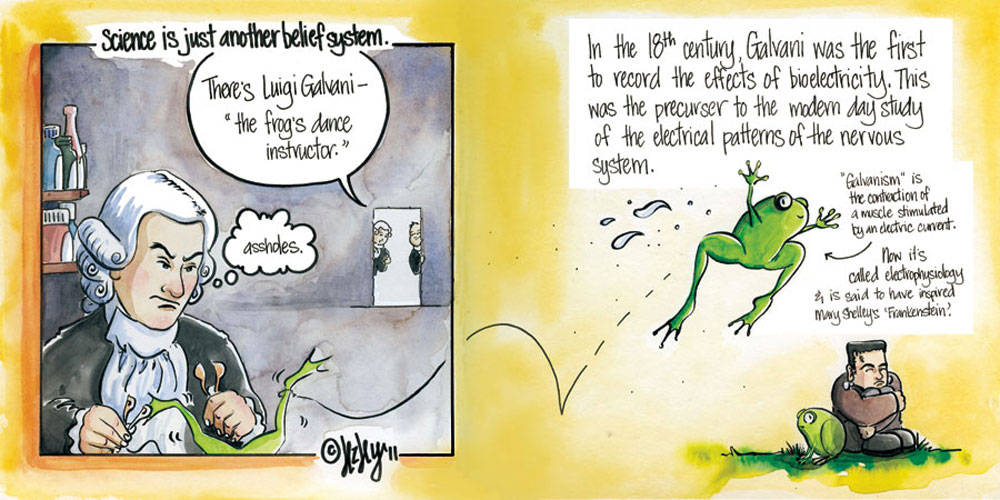 Science is just another belief system.
There's Luigi Galvani -
"the frog's dance
instructor."
assholes.
In the 18th century, Galvani was the first
to record the effects of bioelectricity. This
was the precurser to the modern day study
of the electrical patterns of the nervous
system.
"Galvanism" is
the contraction of
a muscle stimulated
by an electric current.
Now it's
called electrophysiology
& is said to have inspired
Mary Shelleys 'Frankenstein'.
© '11